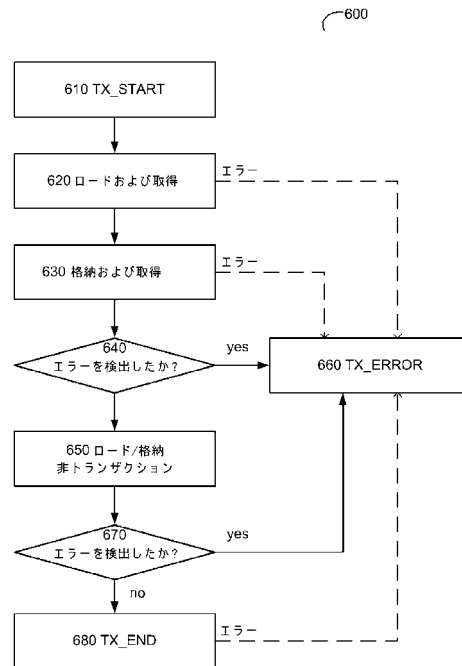 600
610 TX_START
620 ロードおよび取得
エラー
630 格納および取得
エラー
640
エラーを検出したか?
yes
660 TX_ERROR
650 ロード/格納
非トランザクション
670
エラーを検出したか?
yes
no
680 TX_END
エラー